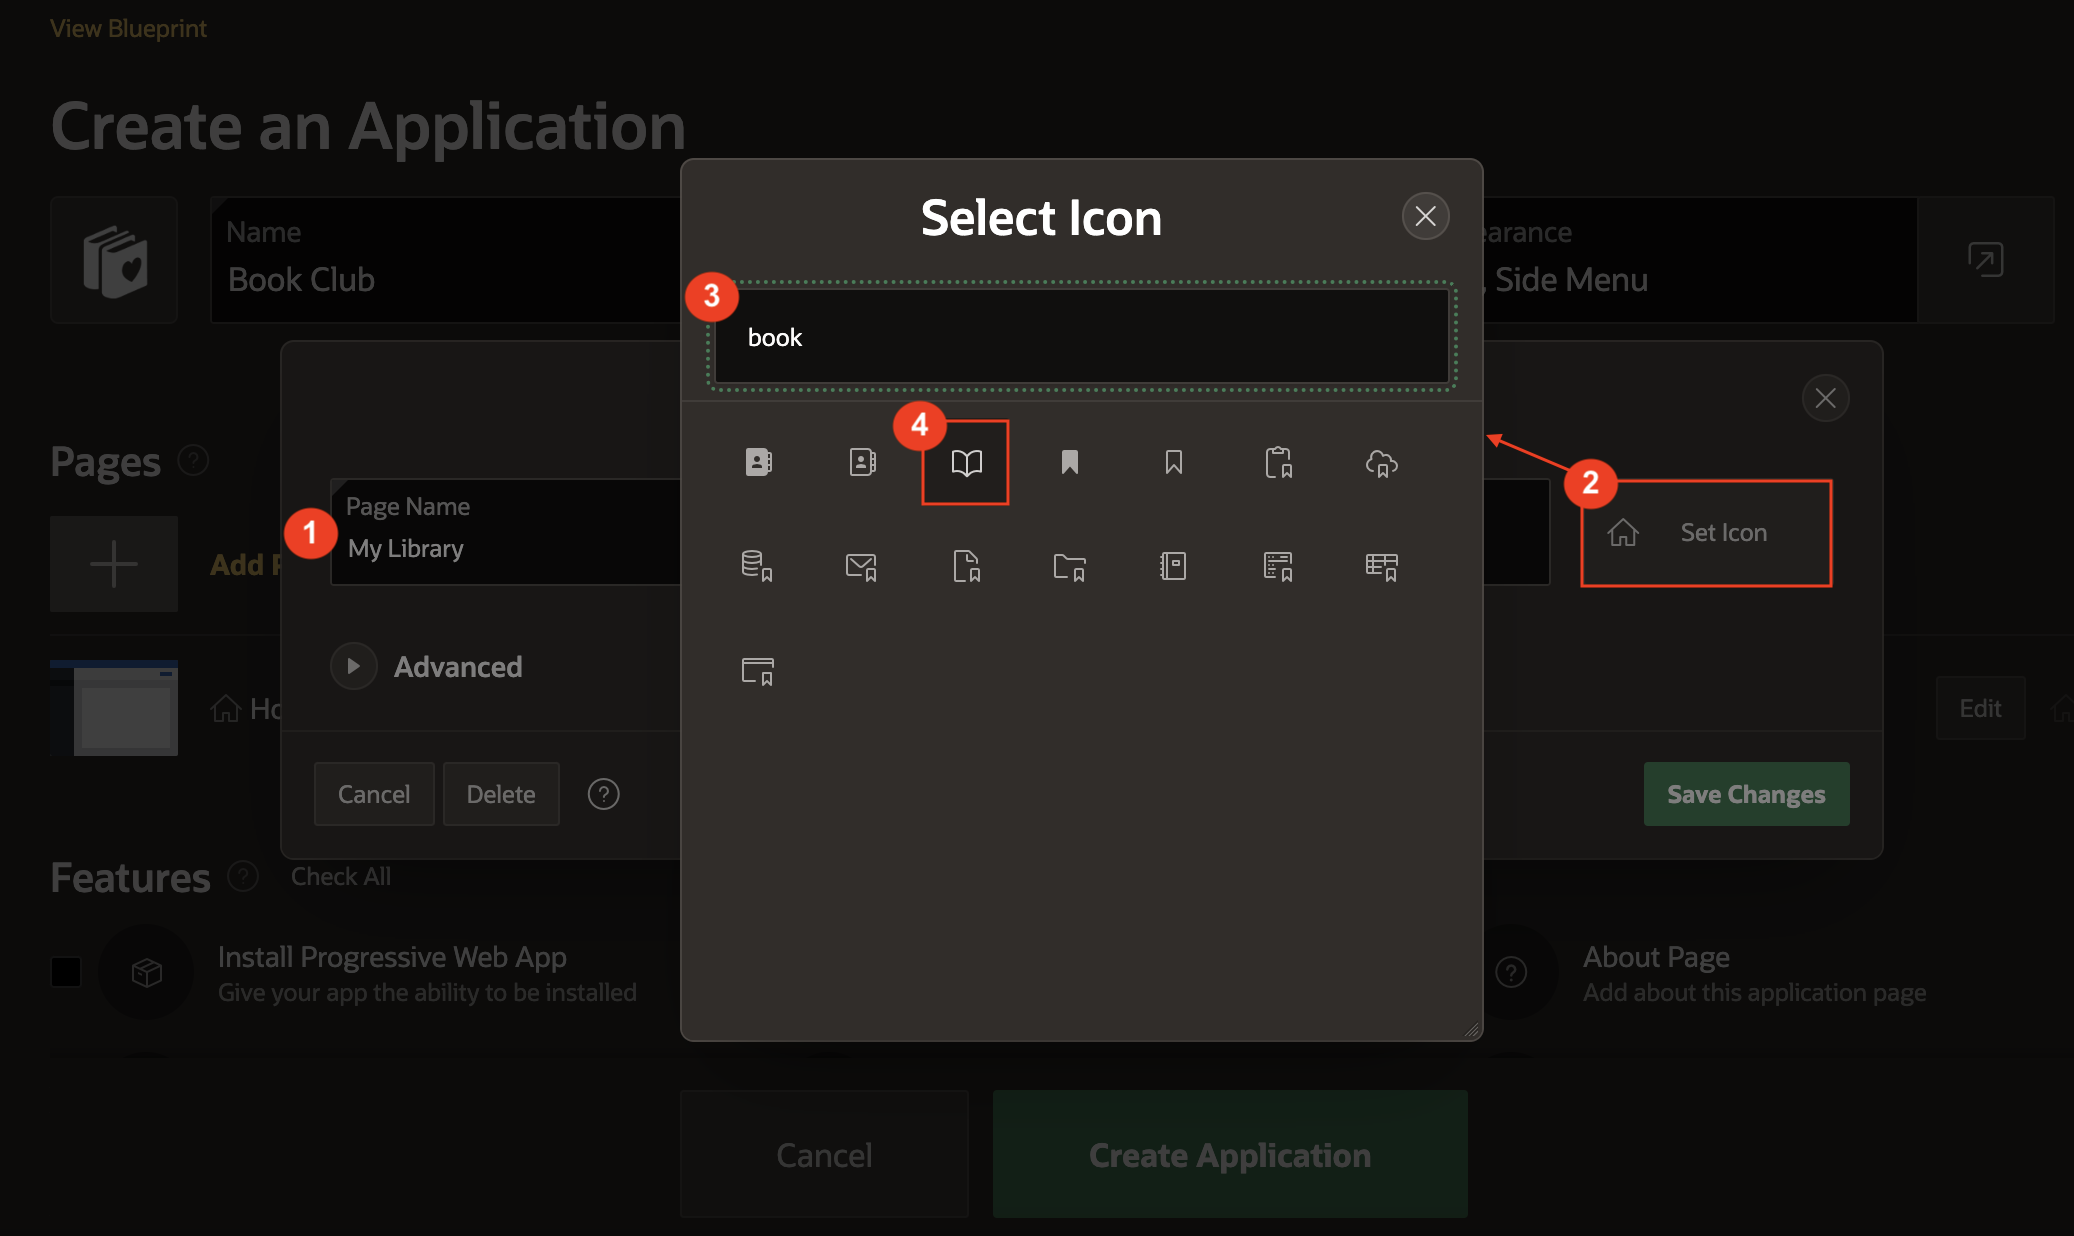 View Blueprint
Create an Application
Name
Book Club
earance
, Side Menu
Select Icon
3
book
4
Pages ?
Add P
1
Page Name
My Library
2
Set Icon
Advanced
Ho
Edit
Cancel
Delete
?
Save Changes
Features ?
Check All
Install Progressive Web App
Give your app the ability to be installed
?
About Page
Add about this application page
Cancel
Create Application